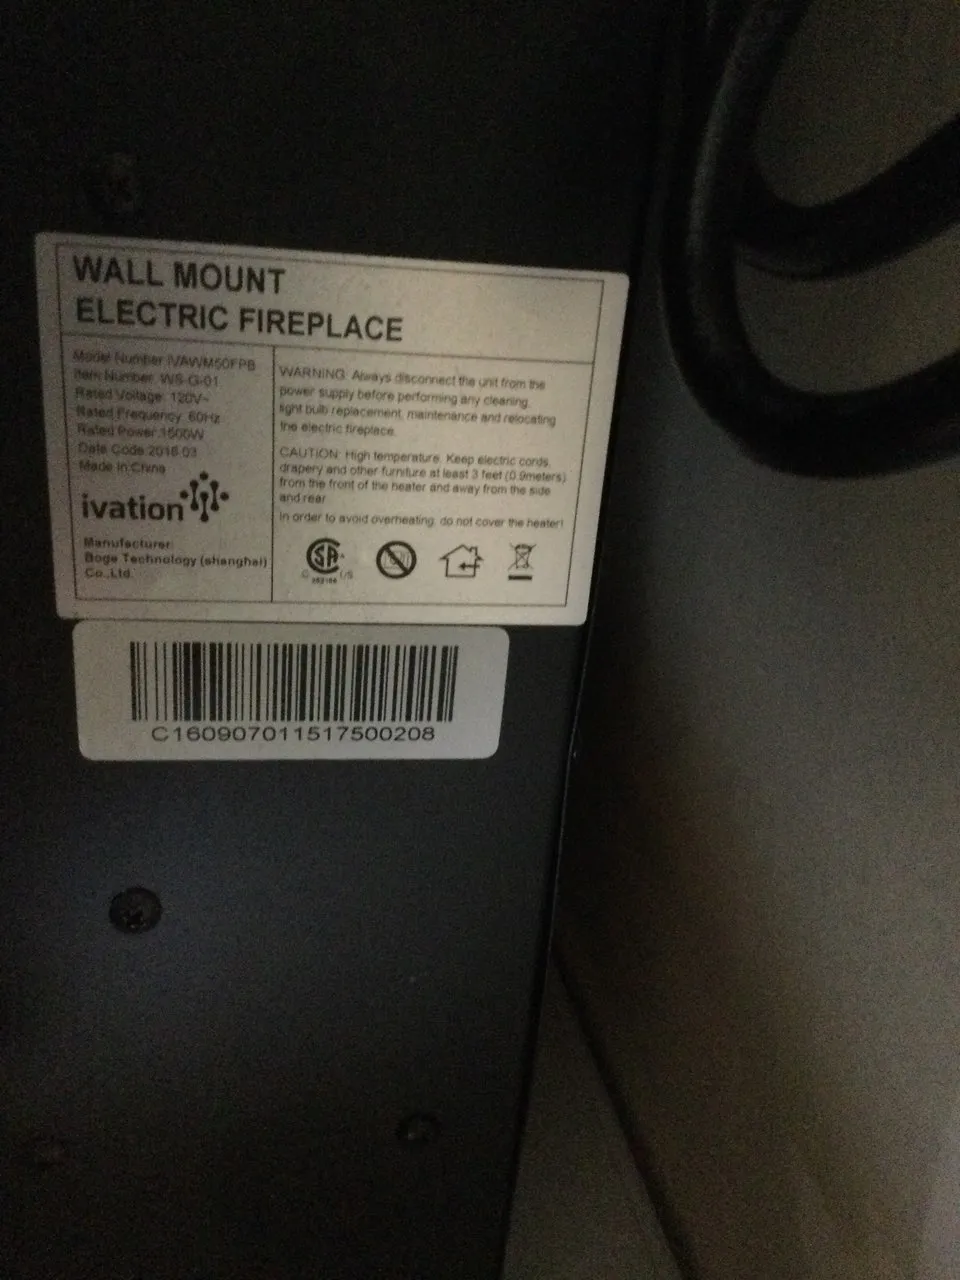 WALL MOUNT
ELECTRIC FIREPLACE
Model Number:IVAWM50FPB
Item Number: WS-G-01
Rated Voltage: 120V~
Rated Frequency: 60Hz
Rated Power:1500W
Date Code:2016.03
Made In:China
ivation
Manufacturer:
Boge Technology (shanghai)
Co.,Ltd.
WARNING: Always disconnect the unit from the
power supply before performing any cleaning,
light bulb replacement, maintenance and relocating
the electric fireplace.
CAUTION: High temperature. Keep electric cords,
drapery and other furniture at least 3 feet (0.9meters)
from the front of the heater and away from the side
and rear
In order to avoid overheating, do not cover the heater!
C US
C160907011517500208